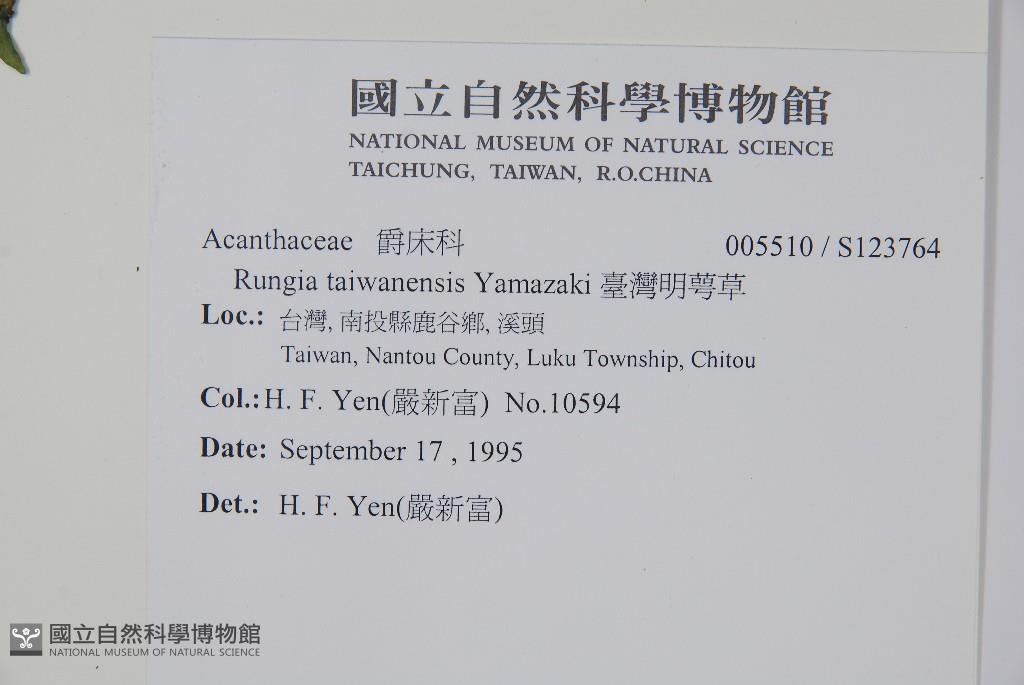 國立自然科學博物館
NATIONAL MUSEUM OF NATURAL SCIENCE
TAICHUNG, TAIWAN, R.O.CHINA
Acanthaceae 爵床科 005510 / S123764
Rungia taiwanensis Yamazaki 臺灣明萼草
Loc.: 台灣, 南投縣鹿谷鄉, 溪頭
Taiwan, Nantou County, Luku Township, Chitou
Col.:H. F. Yen(嚴新富) No.10594
Date: September 17 , 1995
Det.: H. F. Yen(嚴新富)
國立自然科學博物館
NATIONAL MUSEUM OF NATURAL SCIENCE